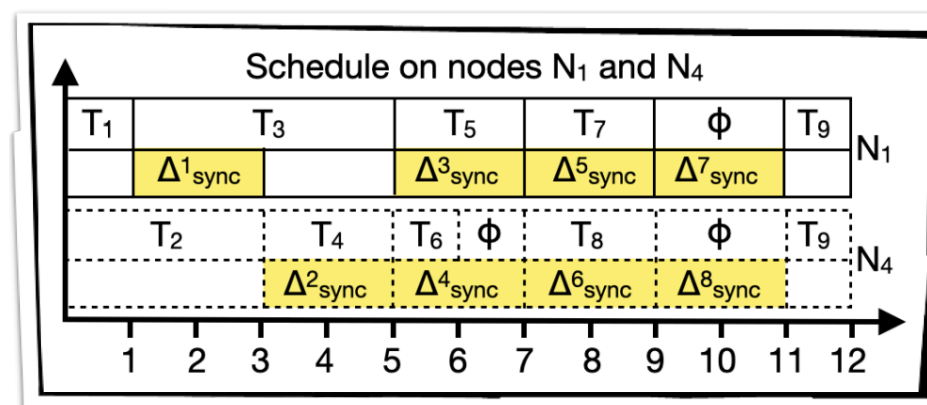 Schedule on nodes N₁ and N₄
T₁ T₃ T₅ T₇ ϕ T₉ N₁
Δ¹sync Δ³sync Δ⁵sync Δ⁷sync
T₂ T₄ T₆ ϕ T₈ ϕ T₉ N₄
Δ²sync Δ⁴sync Δ⁶sync Δ⁸sync
1 2 3 4 5 6 7 8 9 10 11 12